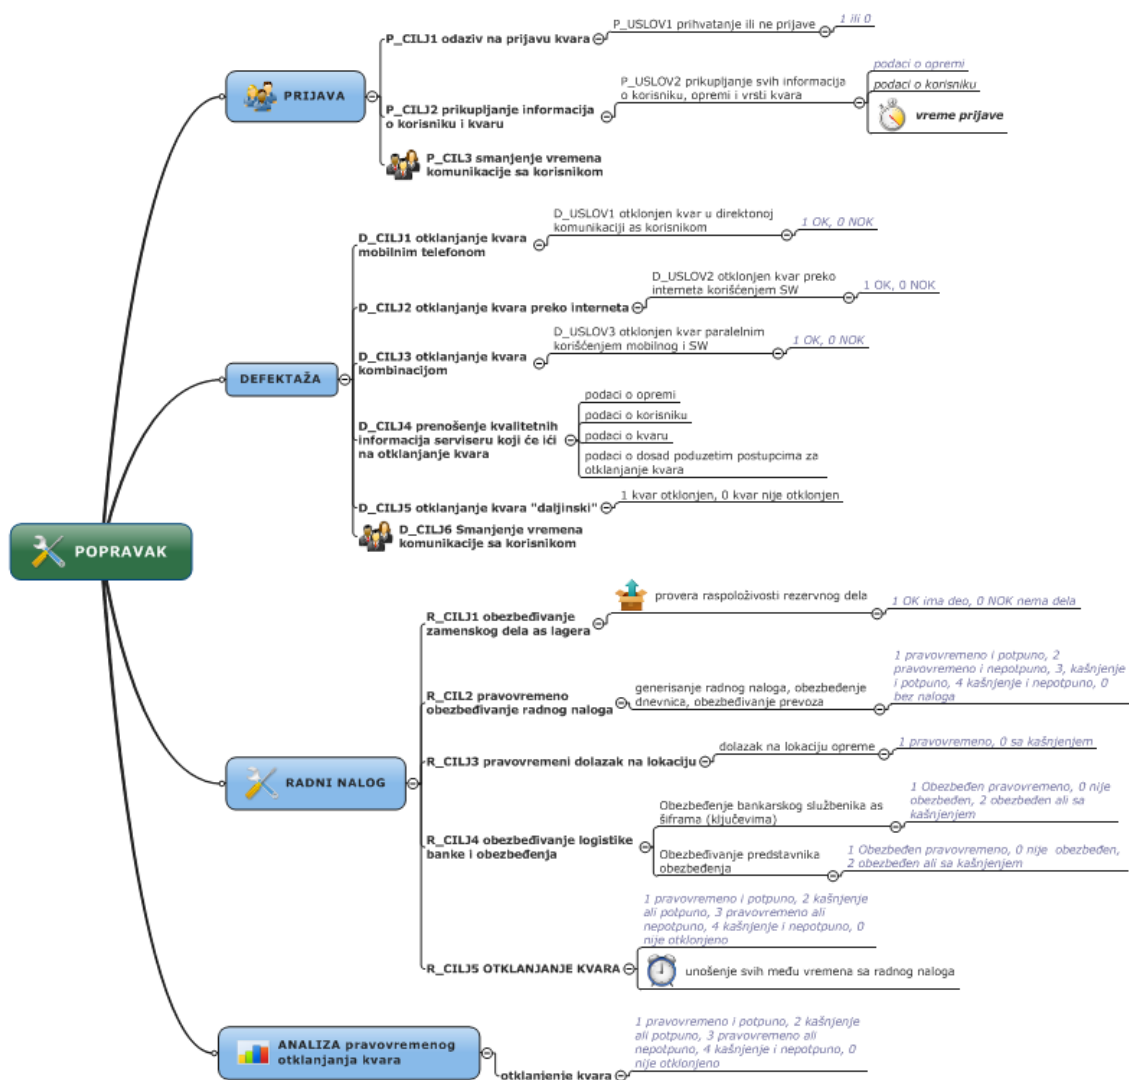 POPRAVAK
PRIJAVA
P_CILJ1 odaziv na prijavu kvara
P_USLOV1 prihvatanje ili ne prijave
1 ili 0
P_CILJ2 prikupljanje informacija
o korisniku i kvaru
P_USLOV2 prikupljanje svih informacija
o korisniku, opremi i vrsti kvara
podaci o opremi
podaci o korisniku
vreme prijave
P_CIL3 smanjenje vremena
komunikacije sa korisnikom
DEFEKTAŽA
D_CILJ1 otklanjanje kvara
mobilnim telefonom
D_USLOV1 otklonjen kvar u direktonoj
komunikaciji as korisnikom
1 OK, 0 NOK
D_CILJ2 otklanjanje kvara preko interneta
D_USLOV2 otklonjen kvar preko
interneta korišćenjem SW
1 OK, 0 NOK
D_CILJ3 otklanjanje kvara
kombinacijom
D_USLOV3 otklonjen kvar paralelnim
korišćenjem mobilnog i SW
1 OK, 0 NOK
D_CILJ4 prenošenje kvalitetnih
informacija serviseru koji će ići
na otklanjanje kvara
podaci o opremi
podaci o korisniku
podaci o kvaru
podaci o dosad poduzetim postupcima za
otklanjanje kvara
D_CILJ5 otklanjanje kvara "daljinski"
1 kvar otklonjen, 0 kvar nije otklonjen
D_CILJ6 Smanjenje vremena
komunikacije sa korisnikom
RADNI NALOG
R_CILJ1 obezbeđivanje
zamenskog dela as lagera
provera raspoloživosti rezervnog dela
1 OK ima deo, 0 NOK nema dela
R_CIL2 pravovremeno
obezbeđivanje radnog naloga
generisanje radnog naloga, obezbeđenje
dnevnica, obezbeđivanje prevoza
1 pravovremeno i potpuno, 2
pravovremeno i nepotpuno, 3, kašnjenje
i potpuno, 4 kašnjenje i nepotpuno, 0
bez naloga
R_CILJ3 pravovremeni dolazak na lokaciju
dolazak na lokaciju opreme
1 pravovremeno, 0 sa kašnjenjem
R_CILJ4 obezbeđivanje logistike
banke i obezbeđenja
Obezbeđenje bankarskog službenika as
šiframa (ključevima)
1 Obezbeđen pravovremeno, 0 nije
obezbeđen, 2 obezbeđen ali sa
kašnjenjem
Obezbeđivanje predstavnika
obezbeđenja
1 Obezbeđen pravovremeno, 0 nije obezbeđen,
2 obezbeđen ali sa kašnjenjem
R_CILJ5 OTKLANJANJE KVARA
1 pravovremeno i potpuno, 2 kašnjenje
ali potpuno, 3 pravovremeno ali
nepotpuno, 4 kašnjenje i nepotpuno, 0
nije otklonjeno
unošenje svih među vremena sa radnog naloga
ANALIZA pravovremenog
otklanjanja kvara
otklanjenje kvara
1 pravovremeno i potpuno, 2 kašnjenje
ali potpuno, 3 pravovremeno ali
nepotpuno, 4 kašnjenje i nepotpuno, 0
nije otklonjeno